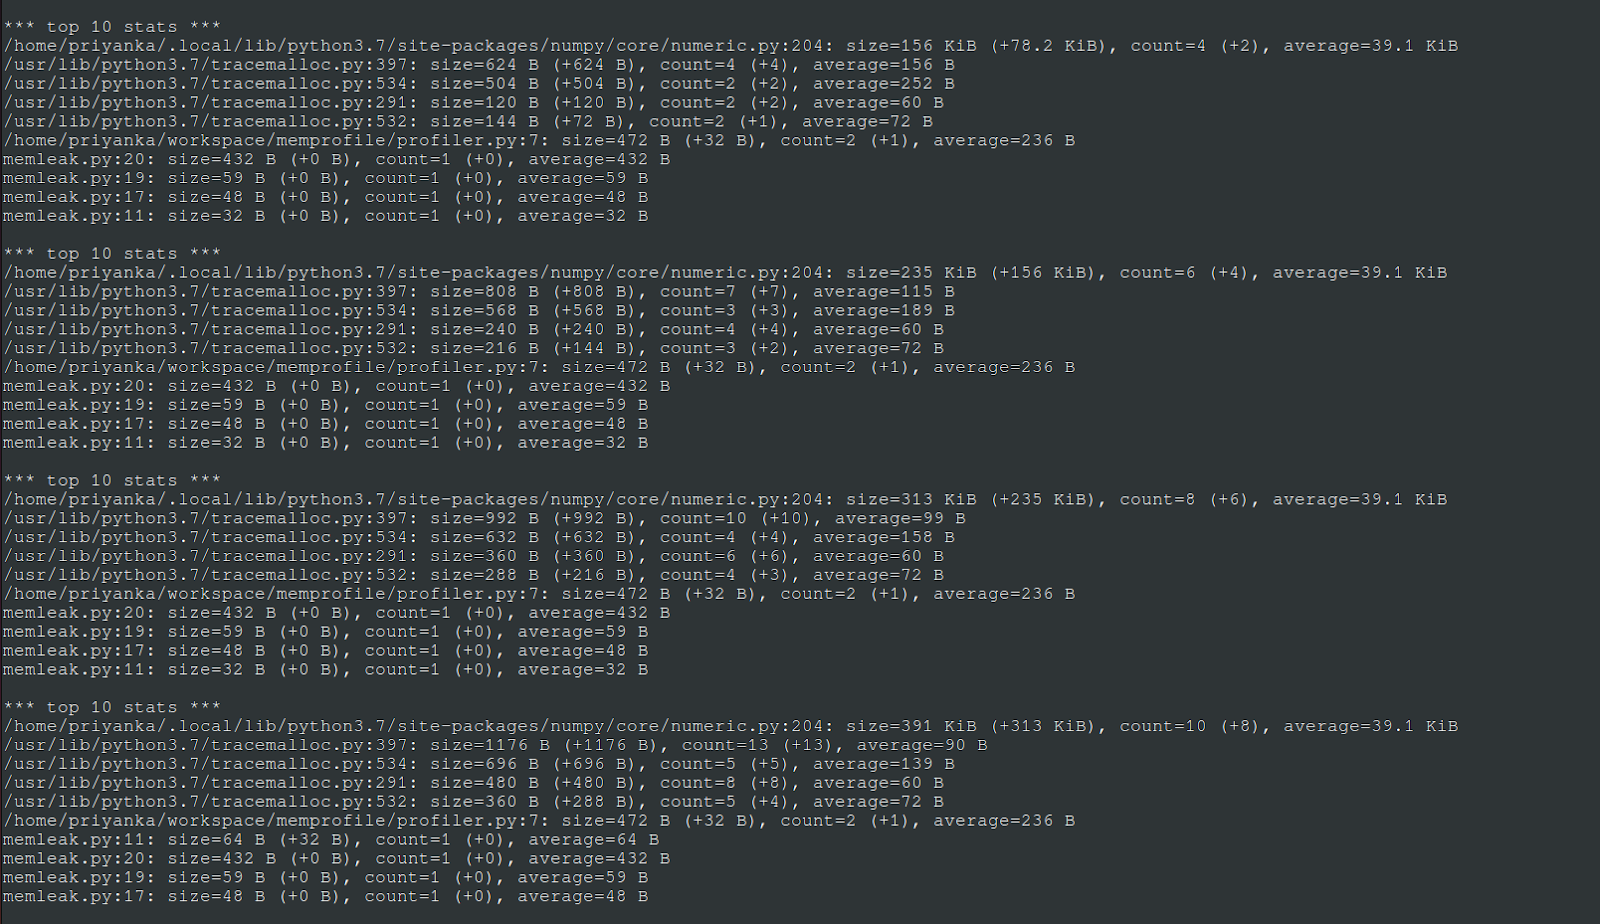 *** top 10 stats ***
/home/priyanka/.local/lib/python3.7/site-packages/numpy/core/numeric.py:204: size=156 KiB (+78.2 KiB), count=4 (+2), average=39.1 KiB
/usr/lib/python3.7/tracemalloc.py:397: size=624 B (+624 B), count=4 (+4), average=156 B
/usr/lib/python3.7/tracemalloc.py:534: size=504 B (+504 B), count=2 (+2), average=252 B
/usr/lib/python3.7/tracemalloc.py:291: size=120 B (+120 B), count=2 (+2), average=60 B
/usr/lib/python3.7/tracemalloc.py:532: size=144 B (+72 B), count=2 (+1), average=72 B
/home/priyanka/workspace/memprofile/profiler.py:7: size=472 B (+32 B), count=2 (+1), average=236 B
memleak.py:20: size=432 B (+0 B), count=1 (+0), average=432 B
memleak.py:19: size=59 B (+0 B), count=1 (+0), average=59 B
memleak.py:17: size=48 B (+0 B), count=1 (+0), average=48 B
memleak.py:11: size=32 B (+0 B), count=1 (+0), average=32 B
*** top 10 stats ***
/home/priyanka/.local/lib/python3.7/site-packages/numpy/core/numeric.py:204: size=235 KiB (+156 KiB), count=6 (+4), average=39.1 KiB
/usr/lib/python3.7/tracemalloc.py:397: size=808 B (+808 B), count=7 (+7), average=115 B
/usr/lib/python3.7/tracemalloc.py:534: size=568 B (+568 B), count=3 (+3), average=189 B
/usr/lib/python3.7/tracemalloc.py:291: size=240 B (+240 B), count=4 (+4), average=60 B
/usr/lib/python3.7/tracemalloc.py:532: size=216 B (+144 B), count=3 (+2), average=72 B
/home/priyanka/workspace/memprofile/profiler.py:7: size=472 B (+32 B), count=2 (+1), average=236 B
memleak.py:20: size=432 B (+0 B), count=1 (+0), average=432 B
memleak.py:19: size=59 B (+0 B), count=1 (+0), average=59 B
memleak.py:17: size=48 B (+0 B), count=1 (+0), average=48 B
memleak.py:11: size=32 B (+0 B), count=1 (+0), average=32 B
*** top 10 stats ***
/home/priyanka/.local/lib/python3.7/site-packages/numpy/core/numeric.py:204: size=313 KiB (+235 KiB), count=8 (+6), average=39.1 KiB
/usr/lib/python3.7/tracemalloc.py:397: size=992 B (+992 B), count=10 (+10), average=99 B
/usr/lib/python3.7/tracemalloc.py:534: size=632 B (+632 B), count=4 (+4), average=158 B
/usr/lib/python3.7/tracemalloc.py:291: size=360 B (+360 B), count=6 (+6), average=60 B
/usr/lib/python3.7/tracemalloc.py:532: size=288 B (+216 B), count=4 (+3), average=72 B
/home/priyanka/workspace/memprofile/profiler.py:7: size=472 B (+32 B), count=2 (+1), average=236 B
memleak.py:20: size=432 B (+0 B), count=1 (+0), average=432 B
memleak.py:19: size=59 B (+0 B), count=1 (+0), average=59 B
memleak.py:17: size=48 B (+0 B), count=1 (+0), average=48 B
memleak.py:11: size=32 B (+0 B), count=1 (+0), average=32 B
*** top 10 stats ***
/home/priyanka/.local/lib/python3.7/site-packages/numpy/core/numeric.py:204: size=391 KiB (+313 KiB), count=10 (+8), average=39.1 KiB
/usr/lib/python3.7/tracemalloc.py:397: size=1176 B (+1176 B), count=13 (+13), average=90 B
/usr/lib/python3.7/tracemalloc.py:534: size=696 B (+696 B), count=5 (+5), average=139 B
/usr/lib/python3.7/tracemalloc.py:291: size=480 B (+480 B), count=8 (+8), average=60 B
/usr/lib/python3.7/tracemalloc.py:532: size=360 B (+288 B), count=5 (+4), average=72 B
/home/priyanka/workspace/memprofile/profiler.py:7: size=472 B (+32 B), count=2 (+1), average=236 B
memleak.py:11: size=64 B (+32 B), count=1 (+0), average=64 B
memleak.py:20: size=432 B (+0 B), count=1 (+0), average=432 B
memleak.py:19: size=59 B (+0 B), count=1 (+0), average=59 B
memleak.py:17: size=48 B (+0 B), count=1 (+0), average=48 B